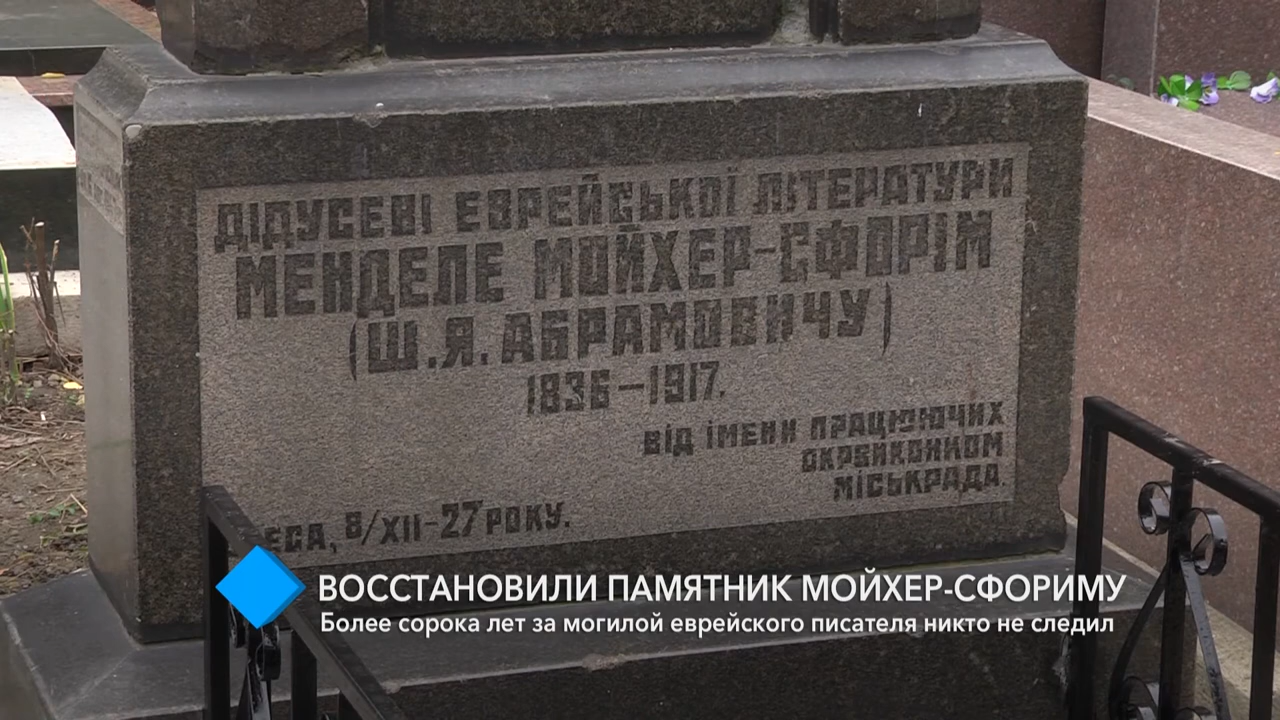 ДІДУСЕВІ ЕВРЕЙСЬКОЇ ЛІТЕРАТУРИ
МЕНДЕЛЕ МОЙХЕР-СФОРІМ
(Ш.Я. АБРАМОВИЧУ)
1836–1917.
ВІД ІМЕНИ ПРАЦЮЮЧИХ
ОКРВИКОНКОМ
МІСЬКРАДА.
8/XII-27 РОКУ.
ВОССТАНОВИЛИ ПАМЯТНИК МОЙХЕР-СФОРИМУ
Более сорока лет за могилой еврейского писателя никто не следил